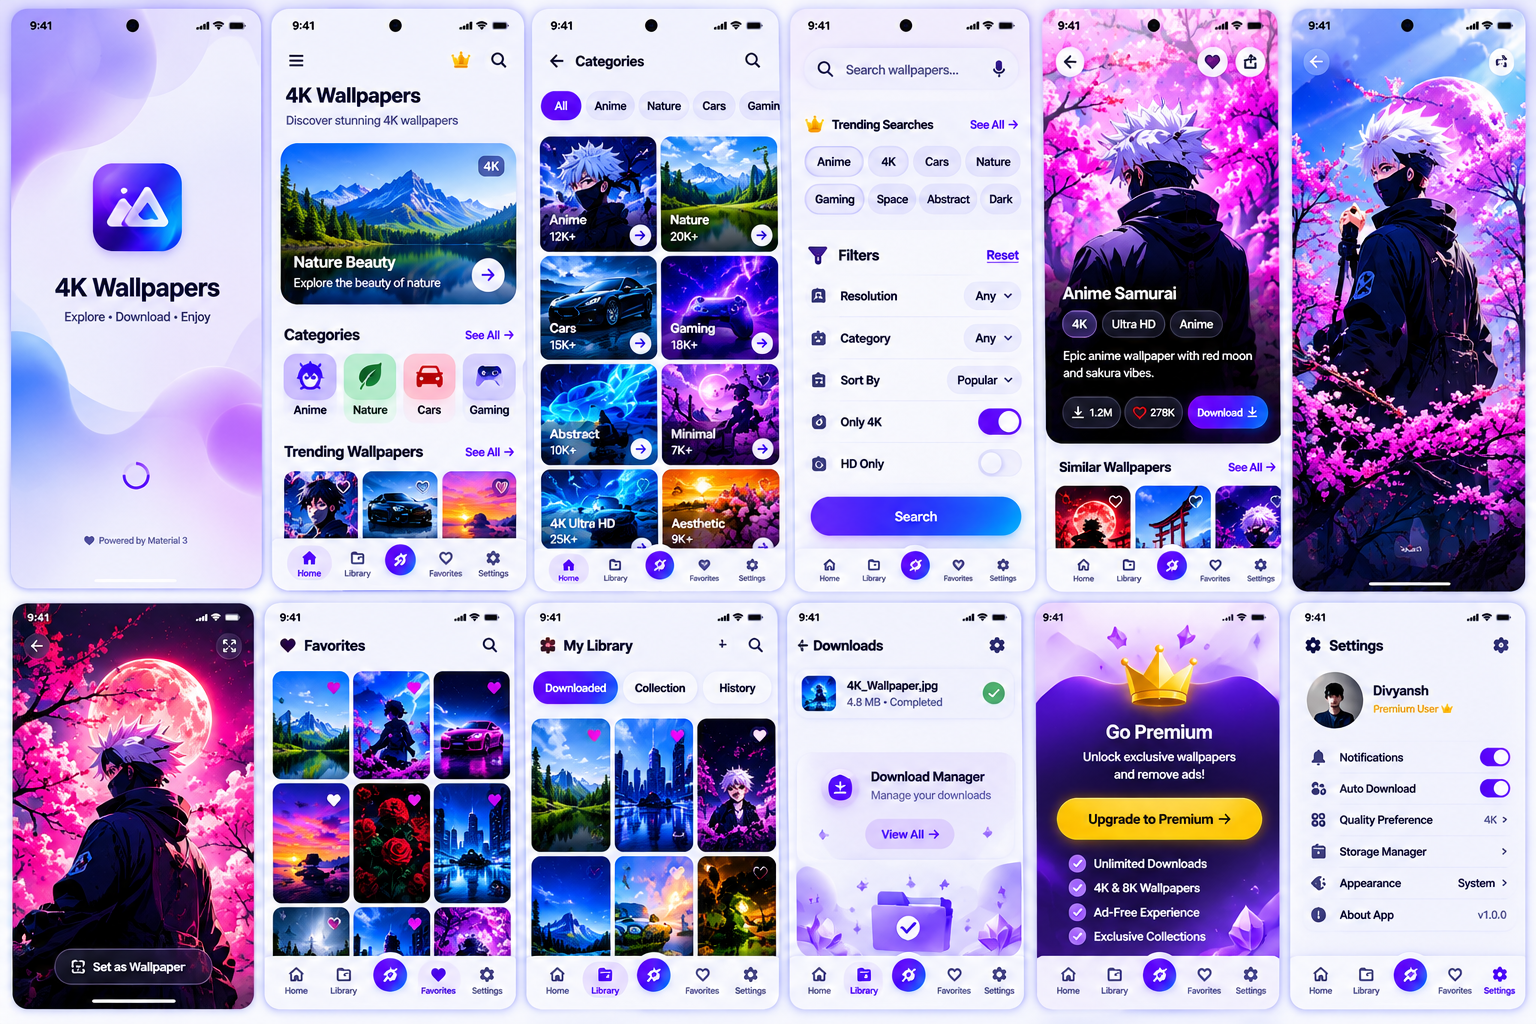 9:41
4K Wallpapers
Explore • Download • Enjoy
Powered by Material 3
9:41
4K Wallpapers
Discover stunning 4K wallpapers
4K
Nature Beauty
Explore the beauty of nature
Categories
See All →
Anime
Nature
Cars
Gaming
Trending Wallpapers
See All →
Home
Library
Favorites
Settings
9:41
Categories
All
Anime
Nature
Cars
Gamin
Anime
12K+
Nature
20K+
Cars
15K+
Gaming
18K+
Abstract
10K+
Minimal
7K+
4K Ultra HD
25K+
Aesthetic
9K+
Home
Library
Favorites
Settings
9:41
Search wallpapers...
Trending Searches
See All →
Anime
4K
Cars
Nature
Gaming
Space
Abstract
Dark
Filters
Reset
Resolution
Any
Category
Any
Sort By
Popular
Only 4K
HD Only
Search
Home
Library
Favorites
Settings
9:41
Anime Samurai
4K
Ultra HD
Anime
Epic anime wallpaper with red moon
and sakura vibes.
1.2M
278K
Download
Similar Wallpapers
See All →
Home
Library
Favorites
Settings
9:41
9:41
Set as Wallpaper
9:41
Favorites
Home
Library
Favorites
Settings
9:41
My Library
+
Downloaded
Collection
History
Home
Library
Favorites
Settings
9:41
Downloads
4K_Wallpaper.jpg
4.8 MB • Completed
Download Manager
Manage your downloads
View All →
Home
Library
Favorites
Settings
9:41
Go Premium
Unlock exclusive wallpapers
and remove ads!
Upgrade to Premium →
Unlimited Downloads
4K & 8K Wallpapers
Ad-Free Experience
Exclusive Collections
Home
Library
Favorites
Settings
9:41
Settings
Divyansh
Premium User
Notifications
Auto Download
Quality Preference
4K >
Storage Manager
>
Appearance
System >
About App
v1.0.0
Home
Library
Favorites
Settings